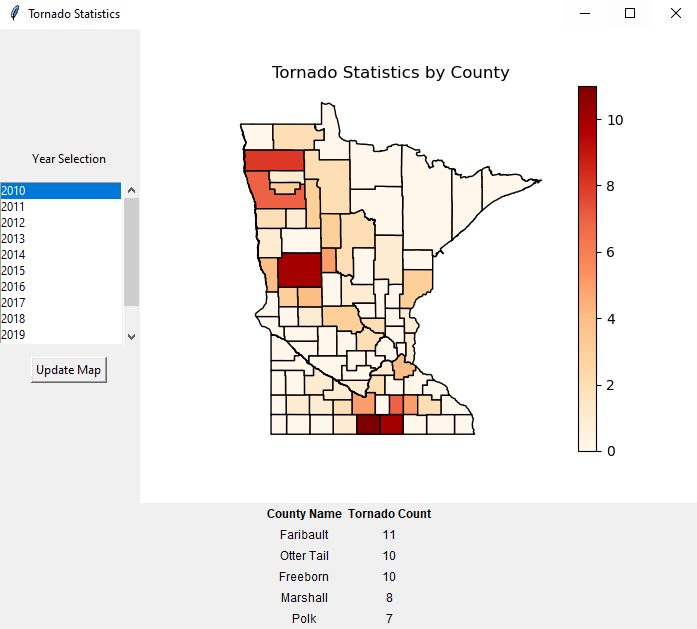 Tornado Statistics
Year Selection
2010
2011
2012
2013
2014
2015
2016
2017
2018
2019
Update Map
Tornado Statistics by County
10
8
6
4
2
0
County Name Tornado Count
Faribault 11
Otter Tail 10
Freeborn 10
Marshall 8
Polk 7